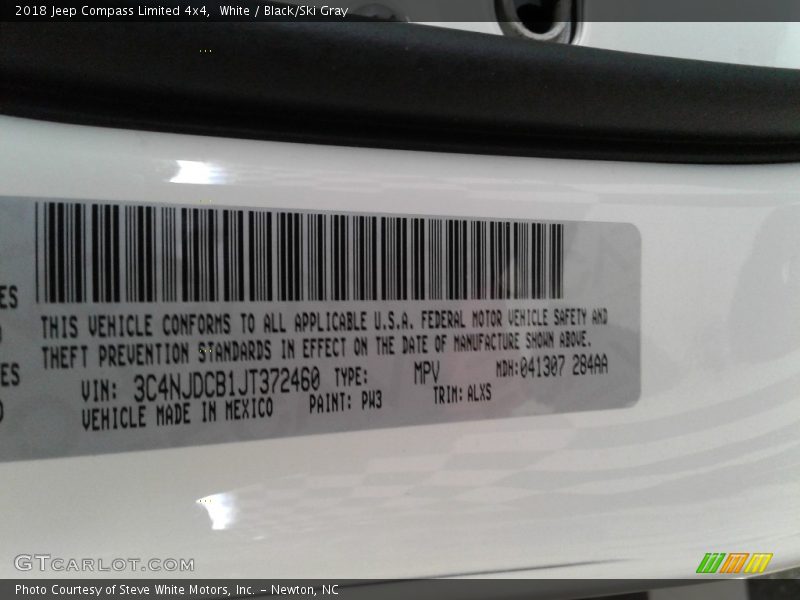 2018 Jeep Compass Limited 4x4, White / Black/Ski Gray
ES
THIS VEHICLE CONFORMS TO ALL APPLICABLE U.S.A. FEDERAL MOTOR VEHICLE SAFETY AND
THEFT PREVENTION STANDARDS IN EFFECT ON THE DATE OF MANUFACTURE SHOWN ABOVE.
ES
VIN: 3C4NJDCB1JT372460 TYPE: MPV MDH:041307 284AA
VEHICLE MADE IN MEXICO PAINT: PW3 TRIM: ALXS
GTCARLOT.COM
Photo Courtesy of Steve White Motors, Inc. – Newton, NC